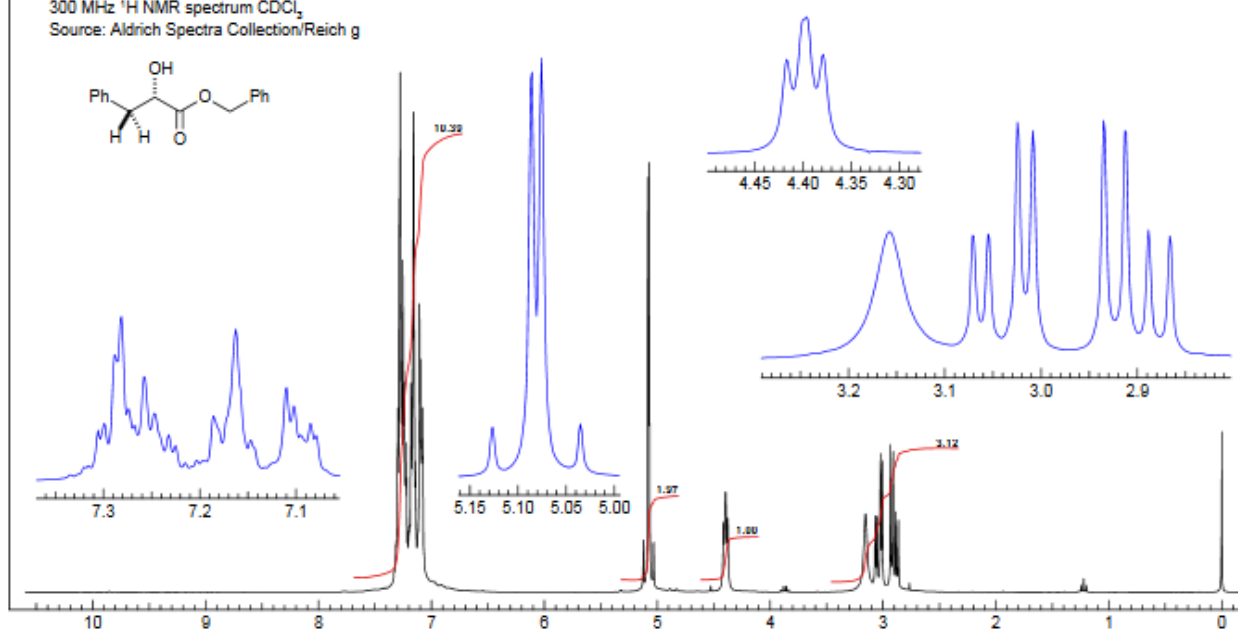 300 MHz ¹H NMR spectrum CDCl₃
Source: Aldrich Spectra Collection/Reich g
OH
Ph O Ph
H H O
10.39
1.97
1.00
3.12
4.45 4.40 4.35 4.30
3.2 3.1 3.0 2.9
7.3 7.2 7.1
5.15 5.10 5.05 5.00
10 9 8 7 6 5 4 3 2 1 0